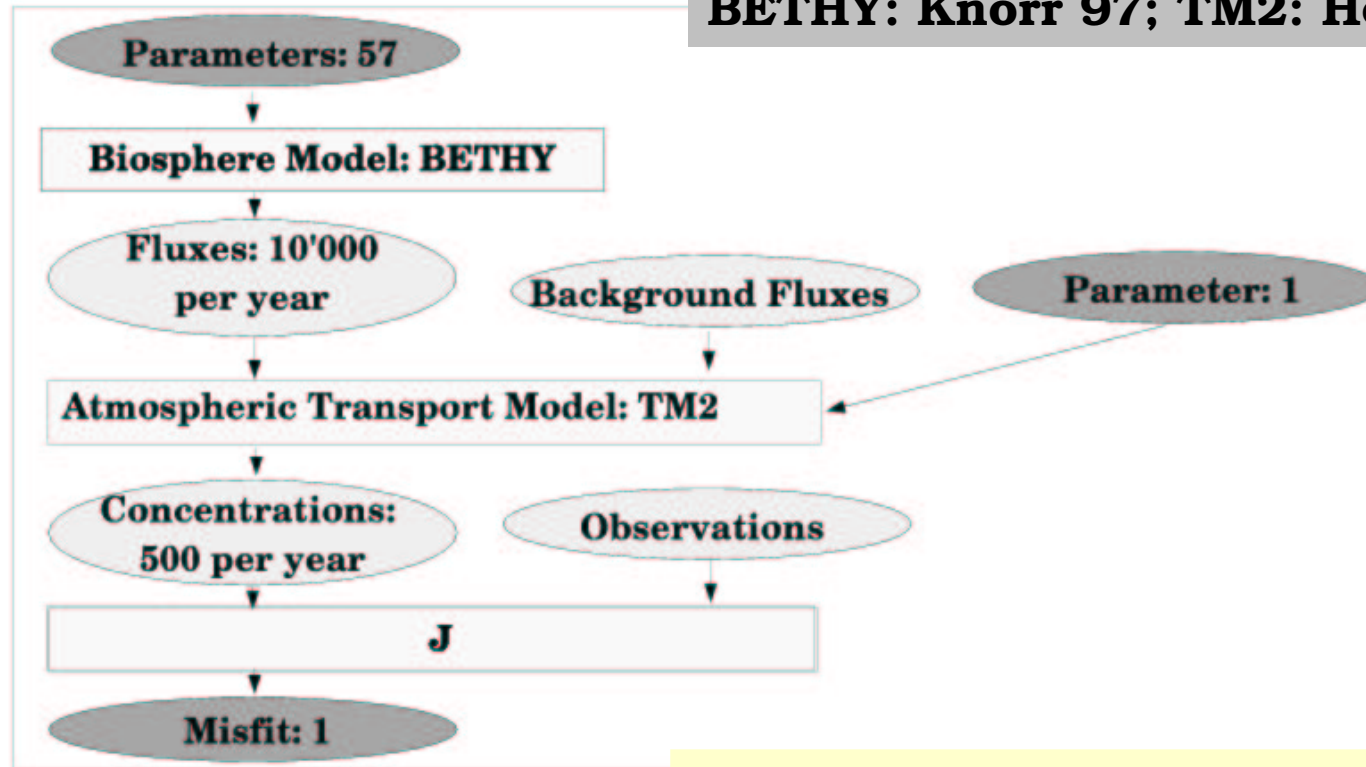 BETHY: Knorr 97; TM2:
Parameters: 57
Biosphere Model: BETHY
Fluxes: 10'000
per year
Background Fluxes
Parameter: 1
Atmospheric Transport Model: TM2
Concentrations:
500 per year
Observations
J
Misfit: 1